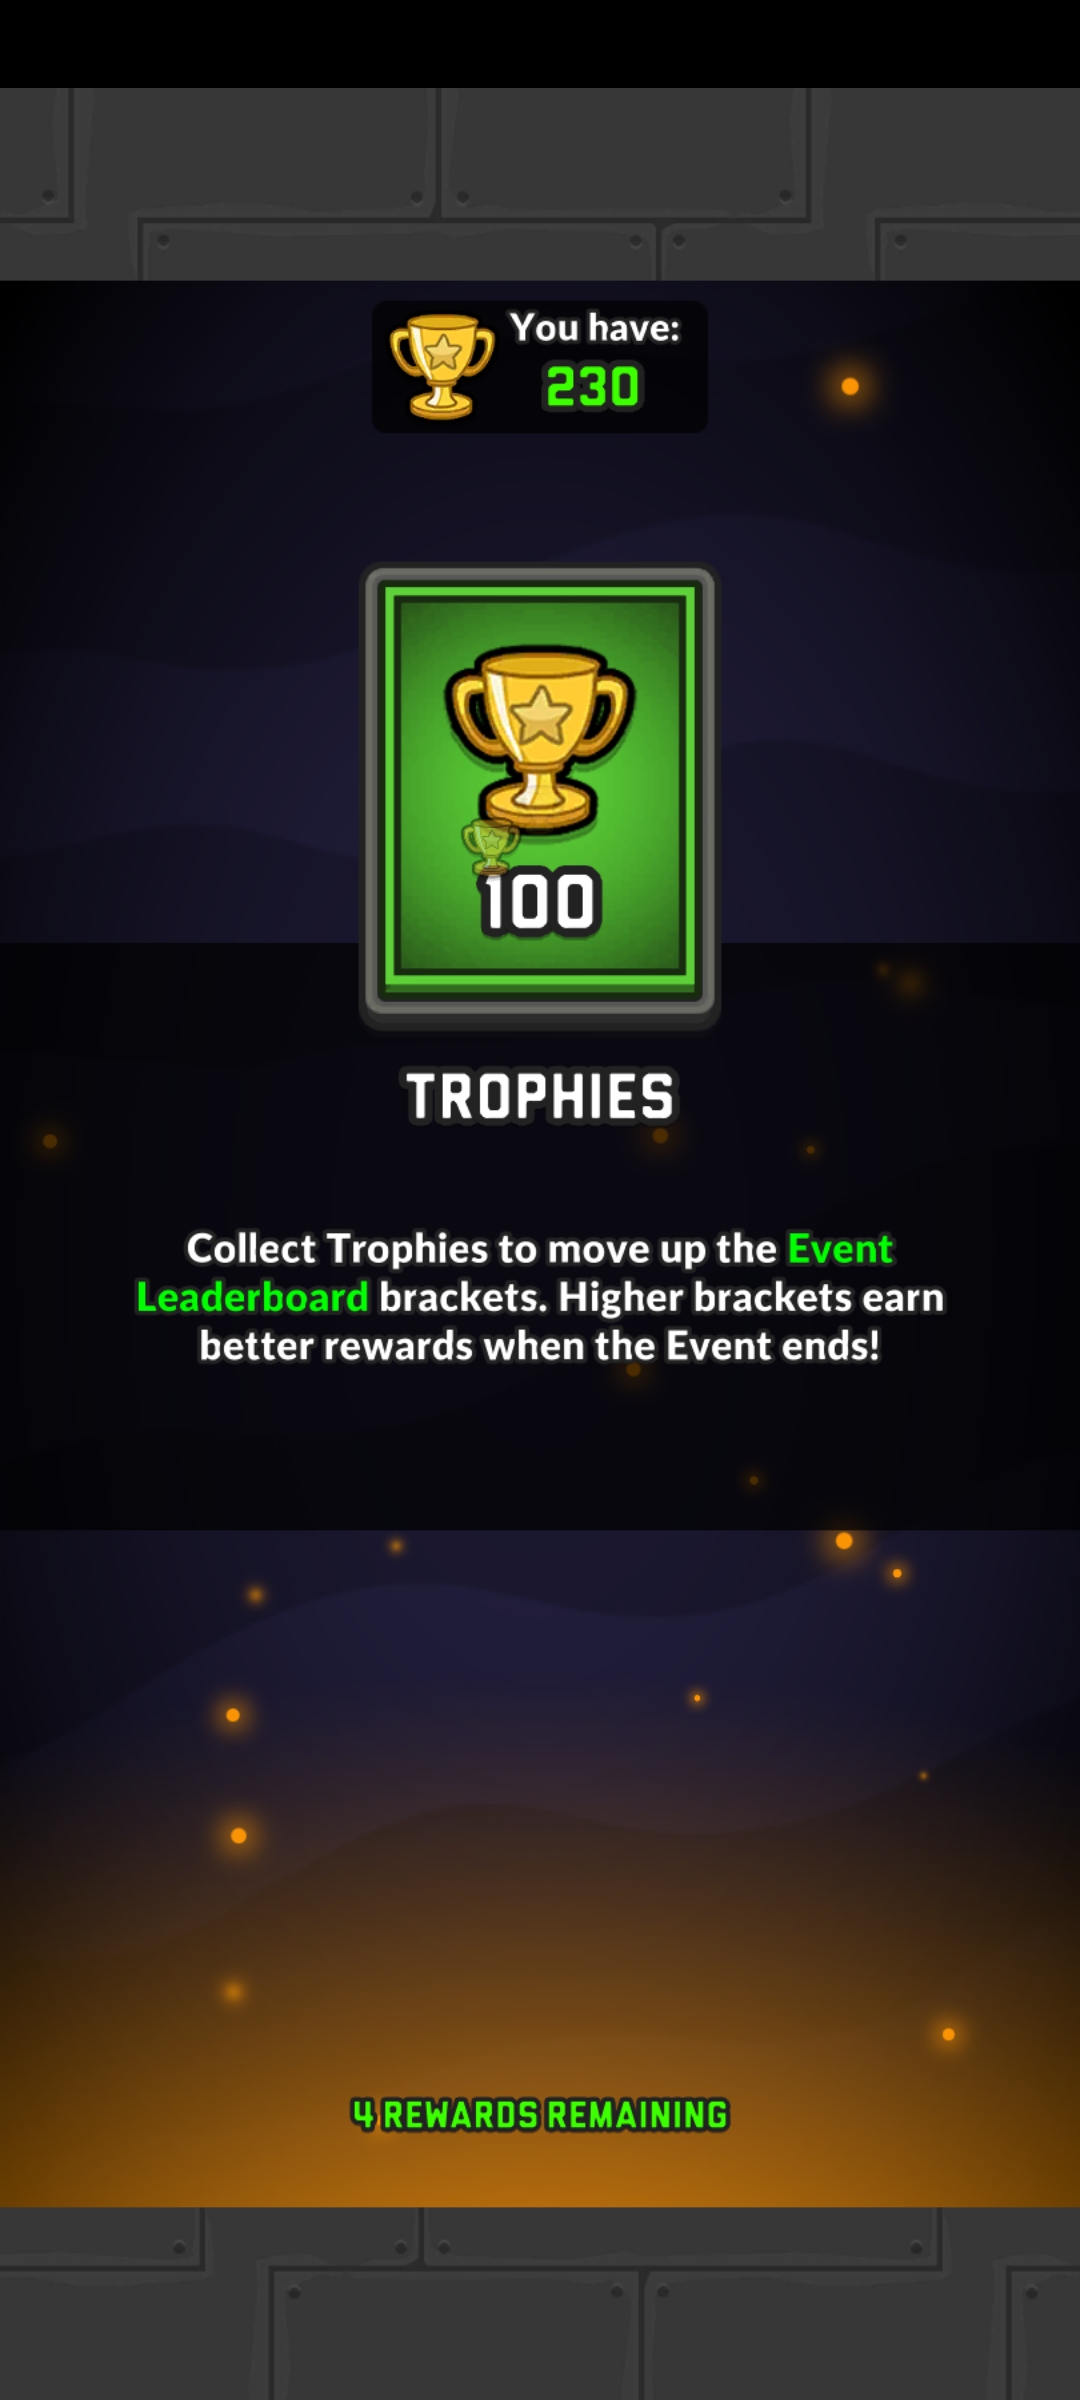 You have:
230
100
TROPHIES
Collect Trophies to move up the Event
Leaderboard brackets. Higher brackets earn
better rewards when the Event ends!
4 REWARDS REMAINING